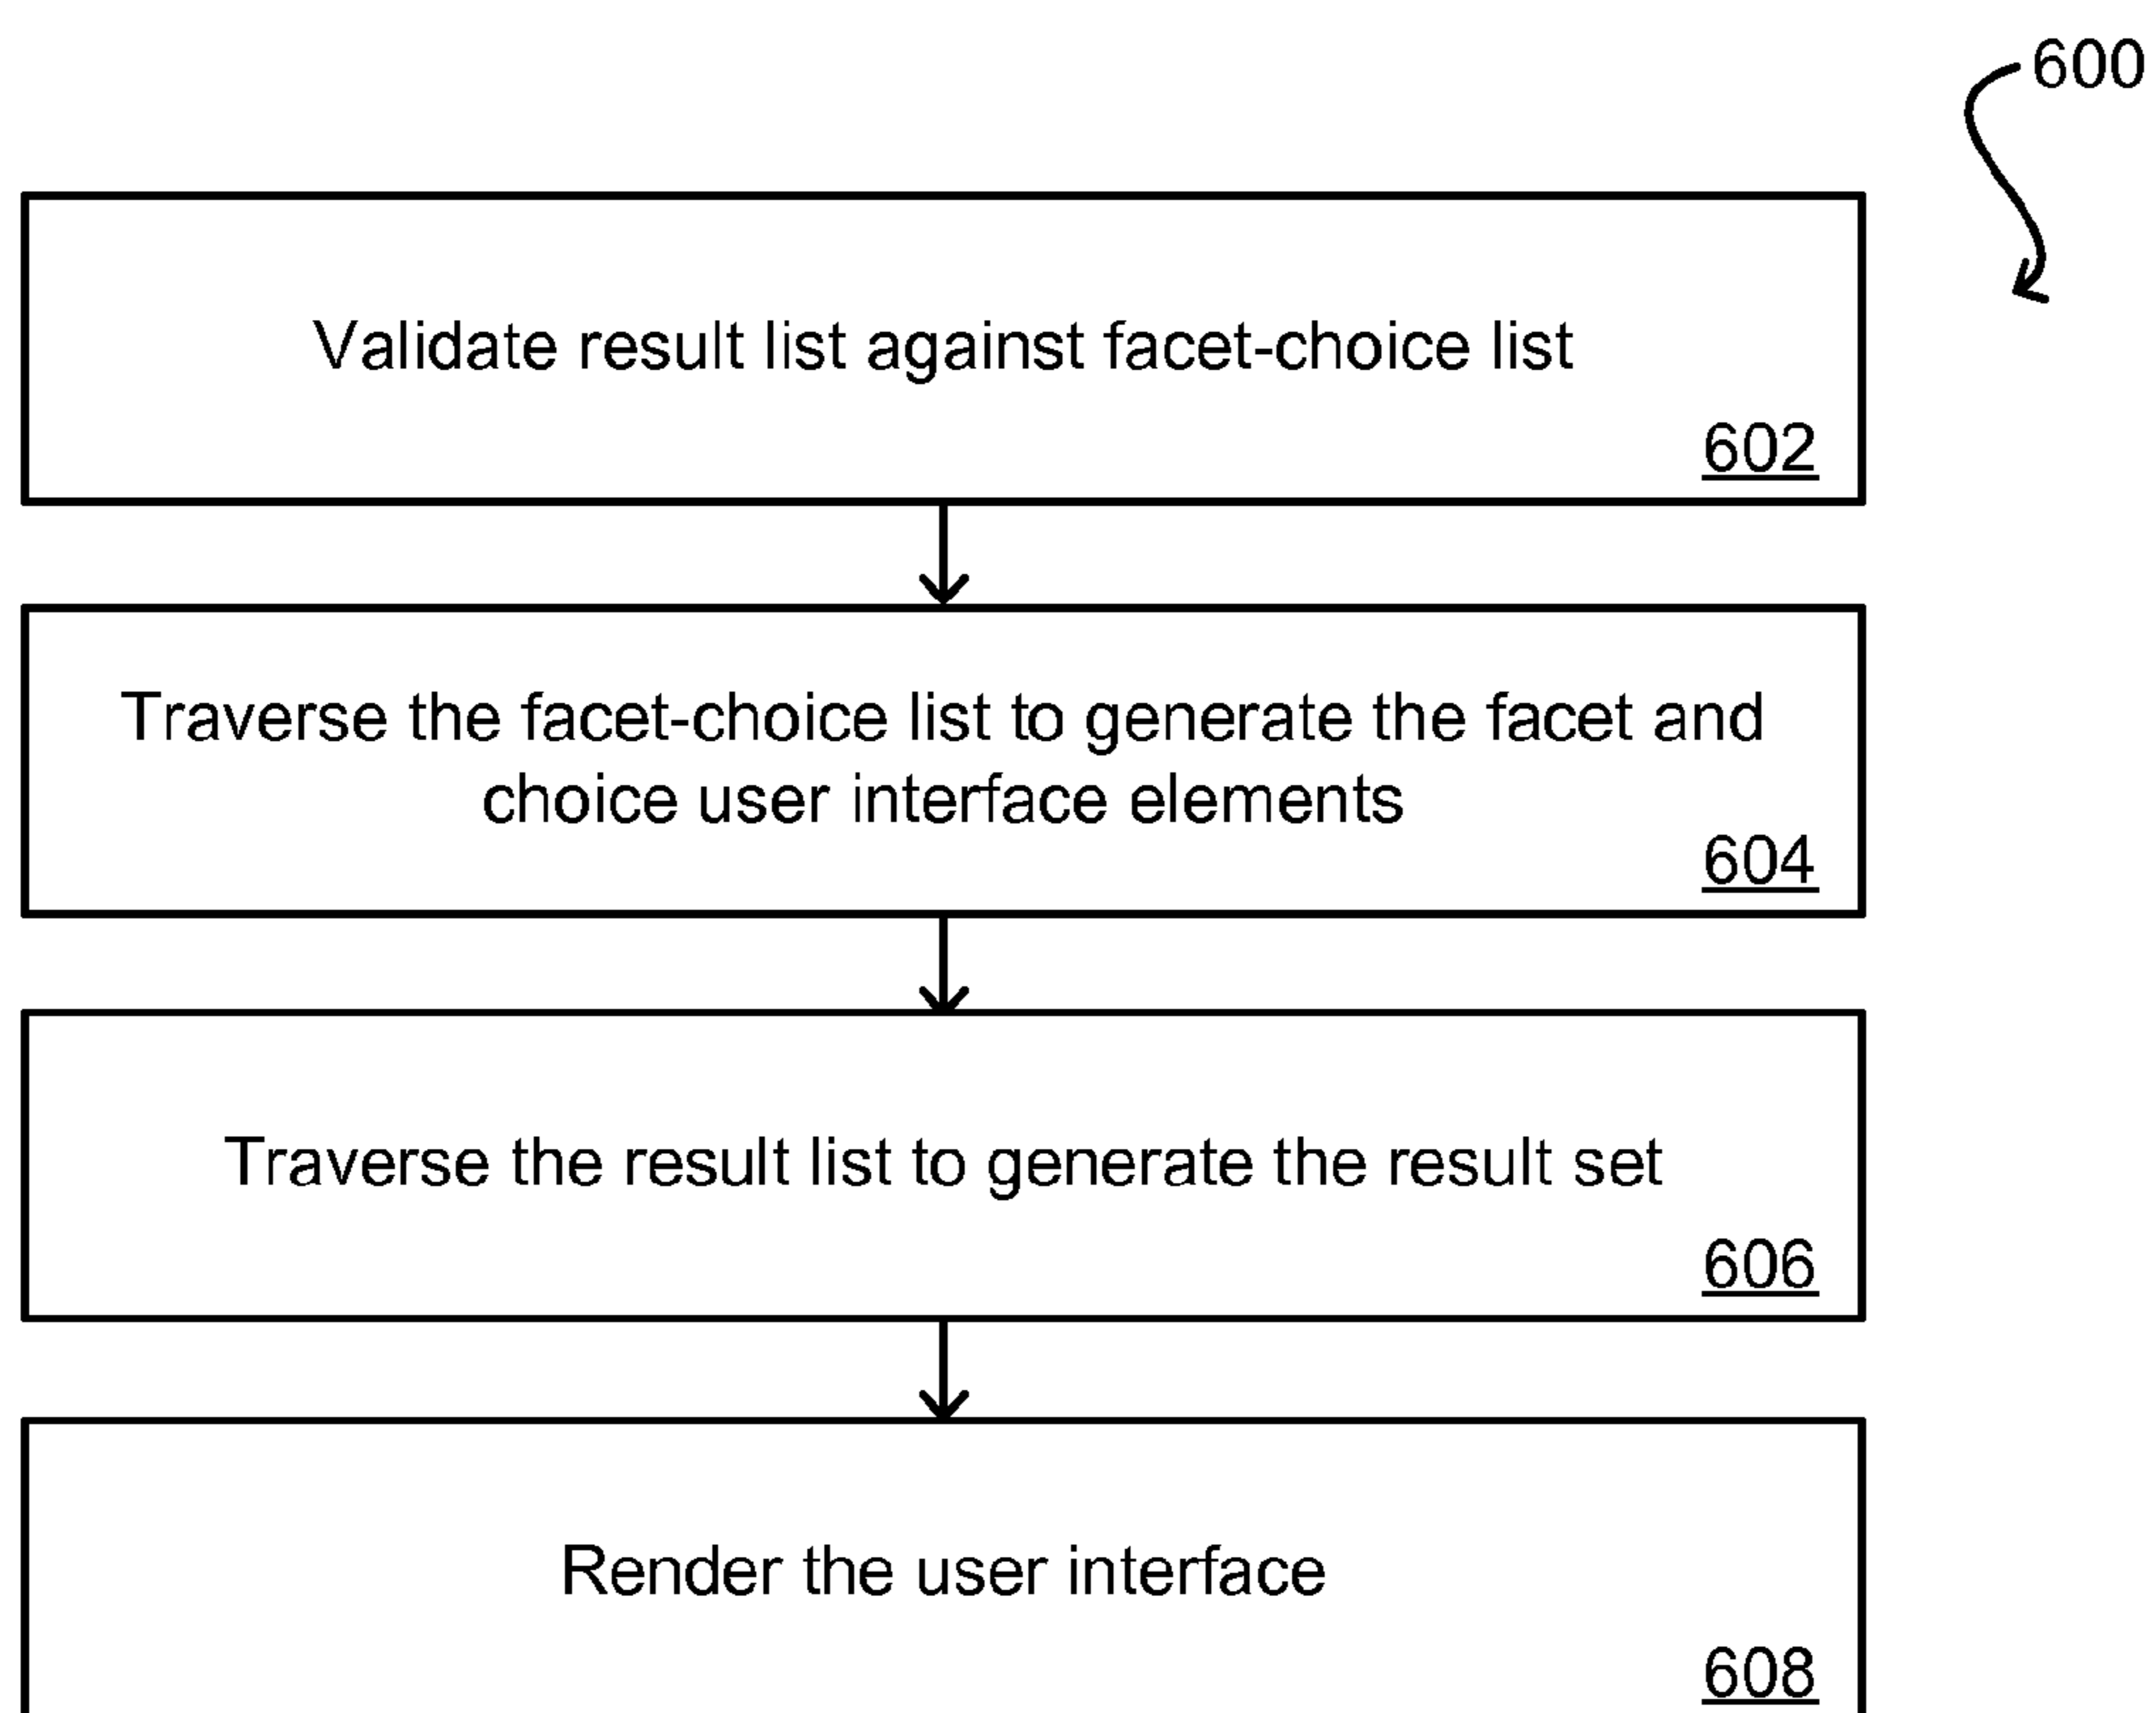 600
Validate result list against facet-choice list
602
Traverse the facet-choice list to generate the facet and
choice user interface elements
604
Traverse the result list to generate the result set
606
Render the user interface
608